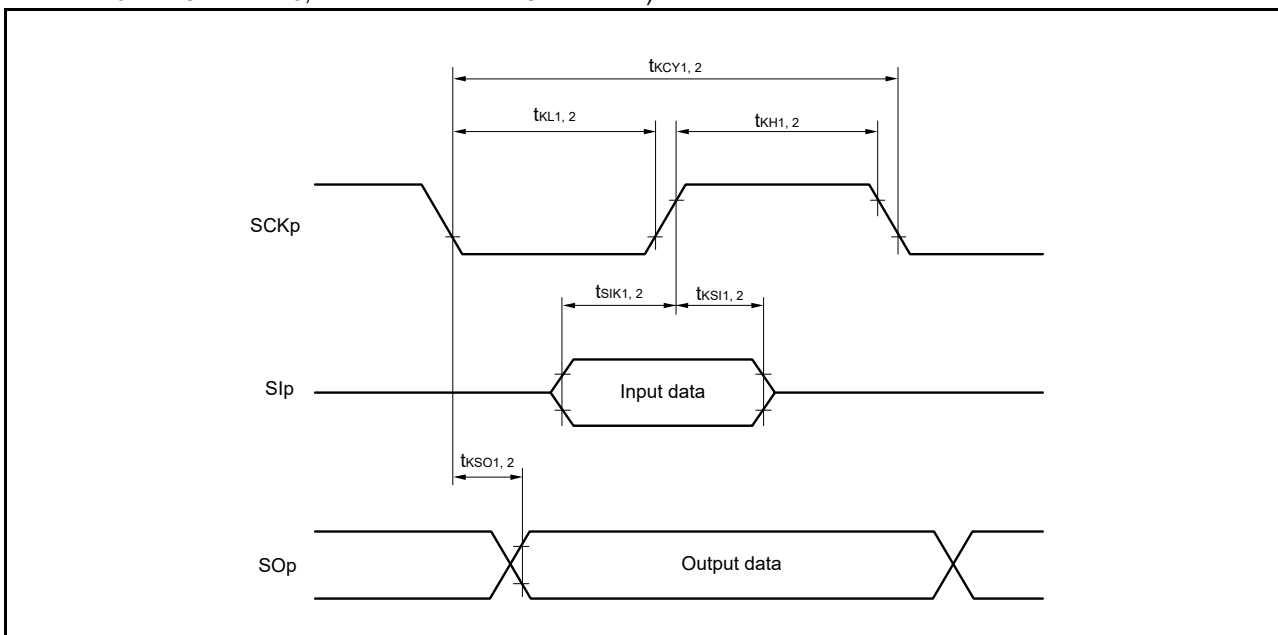 tKCY1, 2
tKL1, 2
tKH1, 2
SCKp
tSIK1, 2
tKSI1, 2
SIp
Input data
tKSO1, 2
SOp
Output data